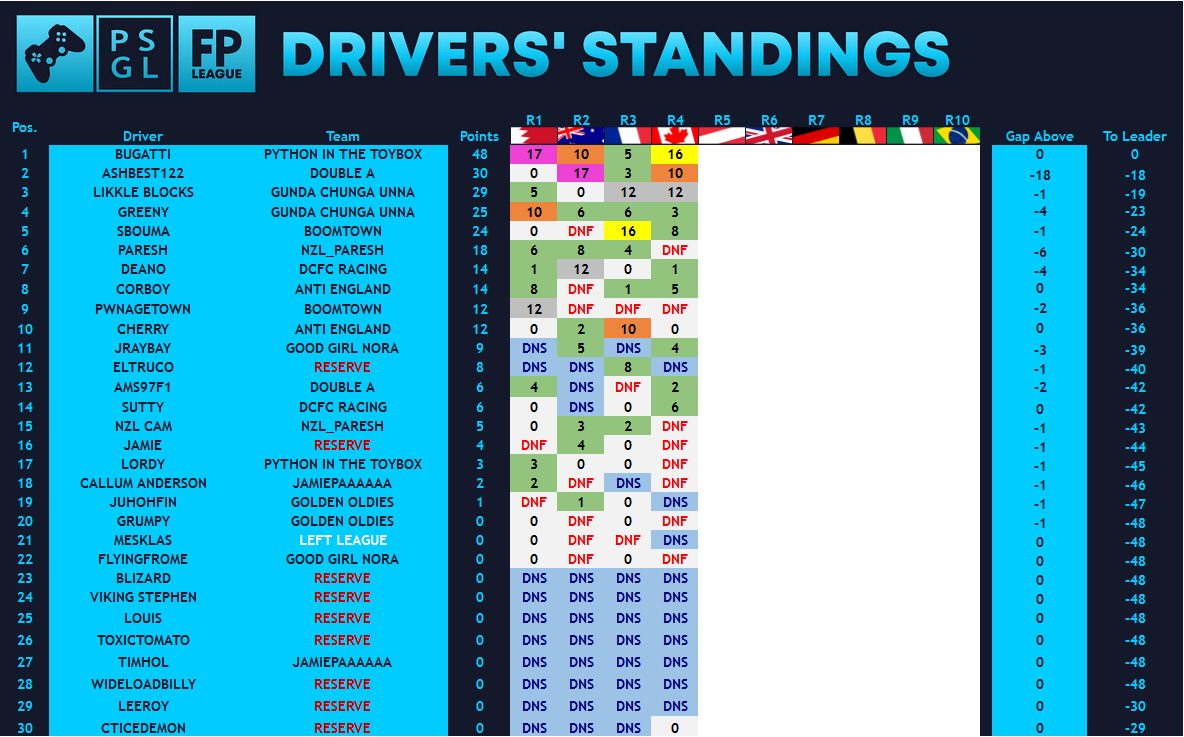 PS GL FP LEAGUE DRIVERS' STANDINGS
R1 R2 R3 R4 R5 R6 R7 R8 R9 R10
Pos. Driver Team Points Gap Above To Leader
1 BUGATTI PYTHON IN THE TOYBOX 48 17 10 5 16 0 0
2 ASHBEST122 DOUBLE A 30 0 17 3 10 -18 -18
3 LIKKLE BLOCKS GUNDA CHUNGA UNNA 29 5 0 12 12 -1 -19
4 GREENY GUNDA CHUNGA UNNA 25 10 6 6 3 -4 -23
5 SBOUMA BOOMTOWN 24 0 DNF 16 8 -1 -24
6 PARESH NZL_PARESH 18 6 8 4 DNF -6 -30
7 DEANO DCFC RACING 14 1 12 0 1 -4 -34
8 CORBOY ANTI ENGLAND 14 8 DNF 1 5 0 -34
9 PWNAGETOWN BOOMTOWN 12 12 DNF DNF DNF -2 -36
10 CHERRY ANTI ENGLAND 12 0 2 10 0 0 -36
11 JRAYBAY GOOD GIRL NORA 9 DNS 5 DNS 4 -3 -39
12 ELTRUCO RESERVE 8 DNS DNS 8 DNS -1 -40
13 AMS97F1 DOUBLE A 6 4 DNS DNF 2 -2 -42
14 SUTTY DCFC RACING 6 0 DNS 0 6 0 -42
15 NZL CAM NZL_PARESH 5 0 3 2 DNF -1 -43
16 JAMIE RESERVE 4 DNF 4 0 DNF -1 -44
17 LORDY PYTHON IN THE TOYBOX 3 3 0 0 DNF -1 -45
18 CALLUM ANDERSON JAMIEPAAAAAA 2 2 DNF DNS DNF -1 -46
19 JUHOHFIN GOLDEN OLDIES 1 DNF 1 0 DNS -1 -47
20 GRUMPY GOLDEN OLDIES 0 0 DNF 0 DNF -1 -48
21 MESKLAS LEFT LEAGUE 0 0 DNF DNF DNS 0 -48
22 FLYINGFROME GOOD GIRL NORA 0 0 DNF 0 DNF 0 -48
23 BLIZARD RESERVE 0 DNS DNS DNS DNS 0 -48
24 VIKING STEPHEN RESERVE 0 DNS DNS DNS DNS 0 -48
25 LOUIS RESERVE 0 DNS DNS DNS DNS 0 -48
26 TOXICTOMATO RESERVE 0 DNS DNS DNS DNS 0 -48
27 TIMHOL JAMIEPAAAAAA 0 DNS DNS DNS DNS 0 -48
28 WIDELOADBILLY RESERVE 0 DNS DNS DNS DNS 0 -48
29 LEEROY RESERVE 0 DNS DNS DNS DNS 0 -30
30 CTICEDEMON RESERVE 0 DNS DNS DNS 0 0 -29